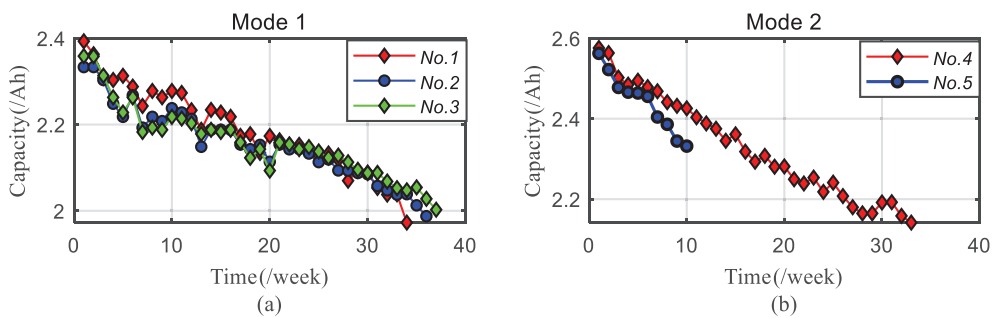 Mode 1
2.4
2.2
2
Capacity(/Ah)
No.1
No.2
No.3
0
10
20
30
40
Time(/week)
(a)
Mode 2
2.6
2.4
2.2
Capacity(/Ah)
No.4
No.5
0
10
20
30
40
Time(/week)
(b)